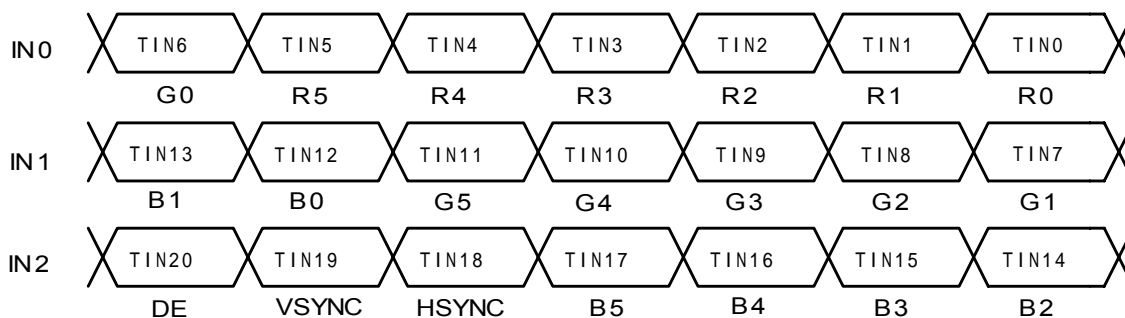 IN0 TIN6 TIN5 TIN4 TIN3 TIN2 TIN1 TIN0
G0 R5 R4 R3 R2 R1 R0
IN1 TIN13 TIN12 TIN11 TIN10 TIN9 TIN8 TIN7
B1 B0 G5 G4 G3 G2 G1
IN2 TIN20 TIN19 TIN18 TIN17 TIN16 TIN15 TIN14
DE VSYNC HSYNC B5 B4 B3 B2